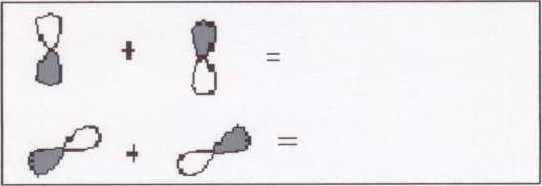 + =
+ =